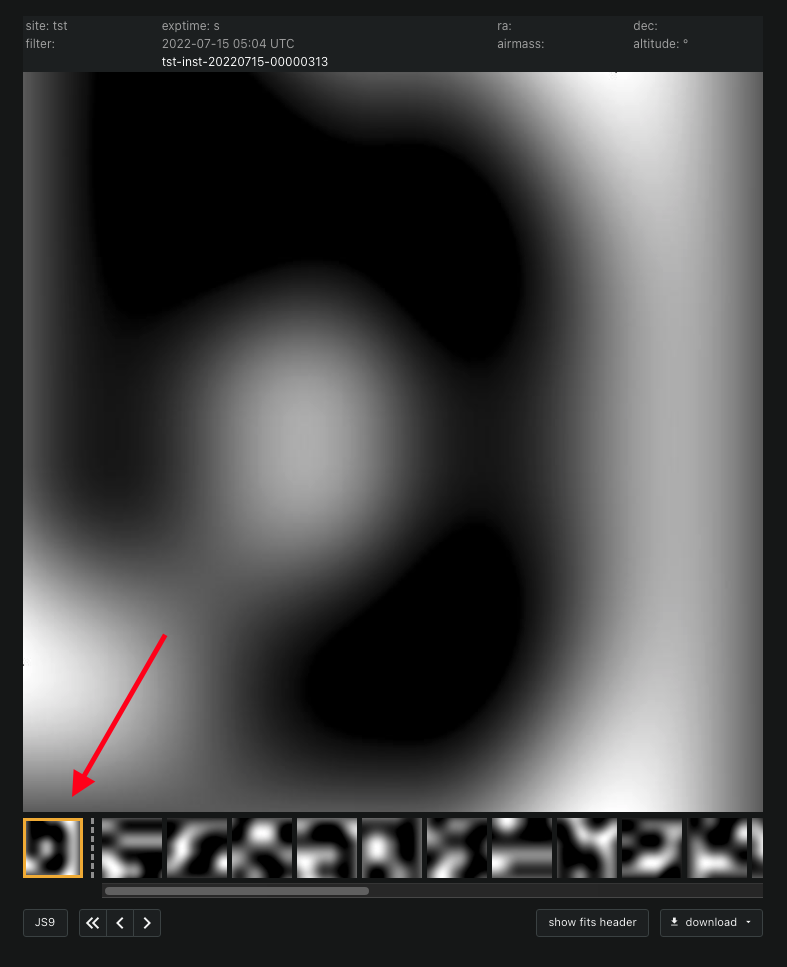 site: tst exptime: s ra: dec:
filter: 2022-07-15 05:04 UTC airmass: altitude: °
tst-inst-20220715-00000313
JS9 show fits header download